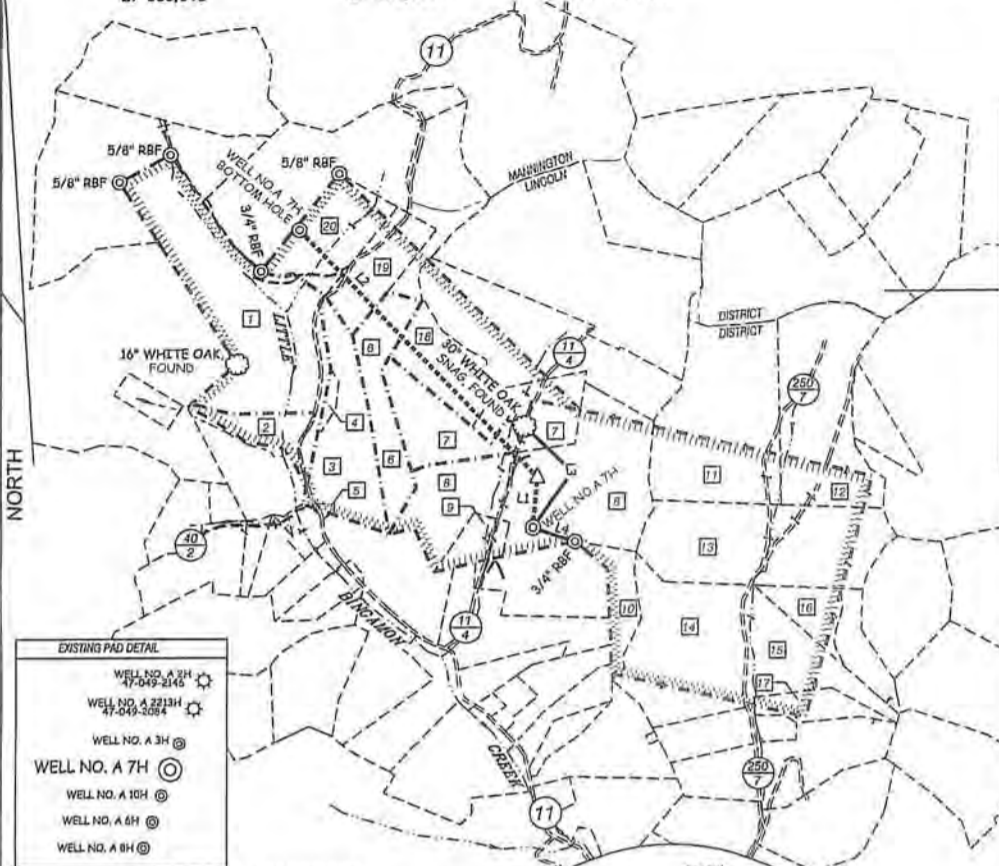 11
MANNINGTON
LINCOLN
5/8" RBF
5/8" RBF
5/8" RBF
WELL NO. A 7H
BOTTOM HOLE
3/4" RBF
20
19
L2
1
LITTLE
DISTRICT
DISTRICT
16" WHITE OAK
FOUND
6
18
30" WHITE OAK
SNAG, FOUND
11
4
250
7
2
4
7
7
3
6
8
5
9
L1
WELL NO. A 7H
8
11
12
L4
3/4" RBF
13
NORTH
40
2
BINGAMON
11
4
10
14
16
15
17
CREEK
250
7
11
EXISTING PAD DETAIL
WELL NO. A 2H
47-049-2145
WELL NO. A 2213H
47-049-2084
WELL NO. A 3H
WELL NO. A 7H
WELL NO. A 10H
WELL NO. A 6H
WELL NO. A 8H